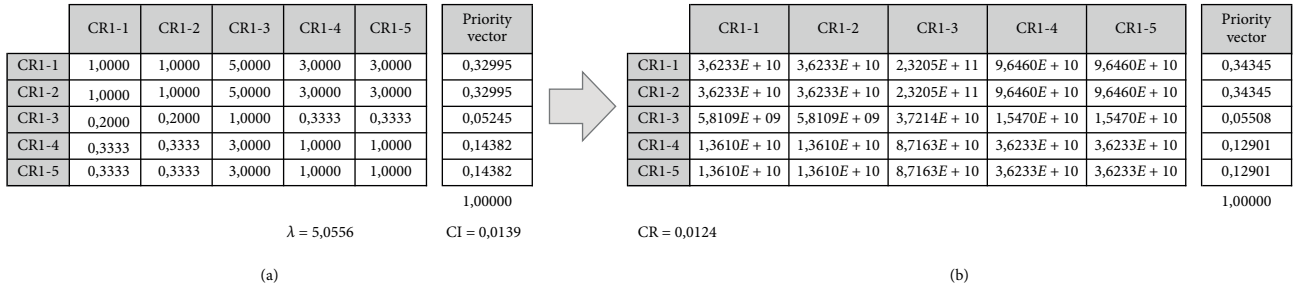 CR1-1 CR1-2 CR1-3 CR1-4 CR1-5 Priority vector
CR1-1 1,0000 1,0000 5,0000 3,0000 3,0000 0,32995
CR1-2 1,0000 1,0000 5,0000 3,0000 3,0000 0,32995
CR1-3 0,2000 0,2000 1,0000 0,3333 0,3333 0,05245
CR1-4 0,3333 0,3333 3,0000 1,0000 1,0000 0,14382
CR1-5 0,3333 0,3333 3,0000 1,0000 1,0000 0,14382
1,00000
λ = 5,0556 CI = 0,0139
(a)
CR1-1 CR1-2 CR1-3 CR1-4 CR1-5 Priority vector
CR1-1 3,6233E + 10 3,6233E + 10 2,3205E + 11 9,6460E + 10 9,6460E + 10 0,34345
CR1-2 3,6233E + 10 3,6233E + 10 2,3205E + 11 9,6460E + 10 9,6460E + 10 0,34345
CR1-3 5,8109E + 09 5,8109E + 09 3,7214E + 10 1,5470E + 10 1,5470E + 10 0,05508
CR1-4 1,3610E + 10 1,3610E + 10 8,7163E + 10 3,6233E + 10 3,6233E + 10 0,12901
CR1-5 1,3610E + 10 1,3610E + 10 8,7163E + 10 3,6233E + 10 3,6233E + 10 0,12901
1,00000
CR = 0,0124
(b)